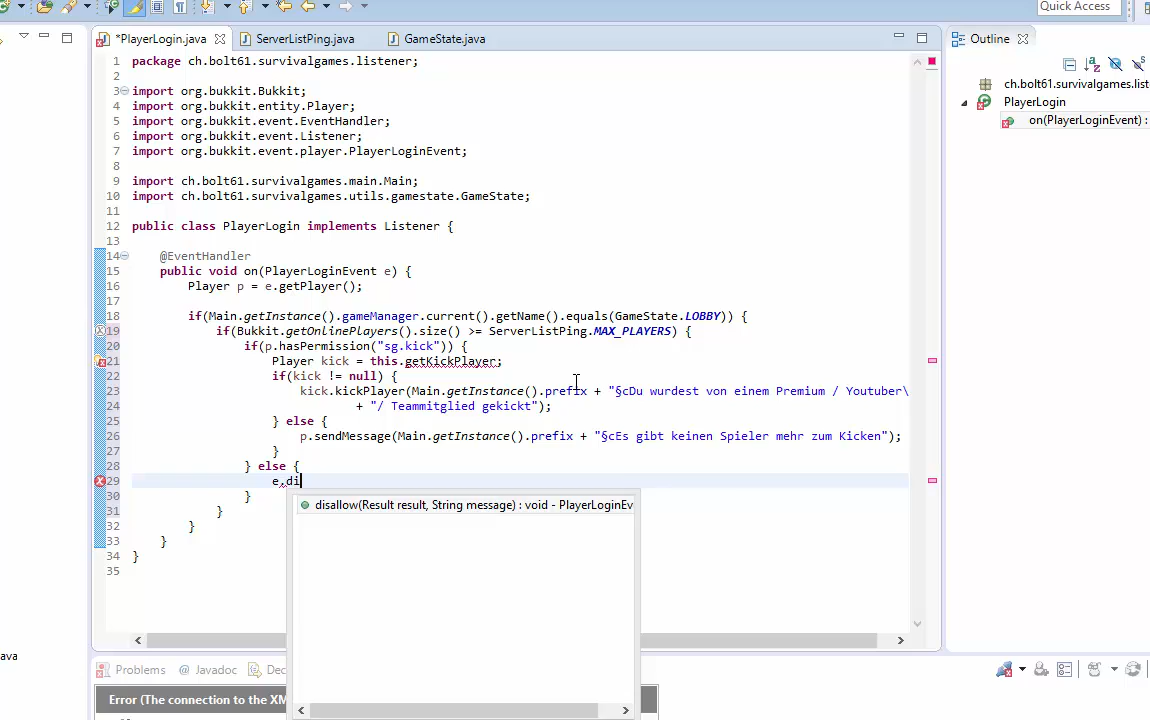 Quick Access
*PlayerLogin.java
ServerListPing.java
GameState.java
Outline
1 package ch.bolt61.survivalgames.listener;
2
3 import org.bukkit.Bukkit;
4 import org.bukkit.entity.Player;
5 import org.bukkit.event.EventHandler;
6 import org.bukkit.event.Listener;
7 import org.bukkit.event.player.PlayerLoginEvent;
8
9 import ch.bolt61.survivalgames.main.Main;
10 import ch.bolt61.survivalgames.utils.gamestate.GameState;
11
12 public class PlayerLogin implements Listener {
13
14 @EventHandler
15 public void on(PlayerLoginEvent e) {
16 Player p = e.getPlayer();
17
18 if(Main.getInstance().gameManager.current().getName().equals(GameState.LOBBY)) {
19 if(Bukkit.getOnlinePlayers().size() >= ServerListPing.MAX_PLAYERS) {
20 if(p.hasPermission("sg.kick")) {
21 Player kick = this.getKickPlayer;
22 if(kick != null) {
23 kick.kickPlayer(Main.getInstance().prefix + "§cDu wurdest von einem Premium / Youtuber\
24 + "/ Teammitglied gekickt");
25 } else {
26 p.sendMessage(Main.getInstance().prefix + "§cEs gibt keinen Spieler mehr zum Kicken");
27 }
28 } else {
29 e.di
30 }
31 }
32 }
33 }
34 }
35
disallow(Result result, String message) : void - PlayerLoginEv
ch.bolt61.survivalgames.list
PlayerLogin
on(PlayerLoginEvent) :
ava
Problems
@ Javadoc
Dec
Error (The connection to the XM